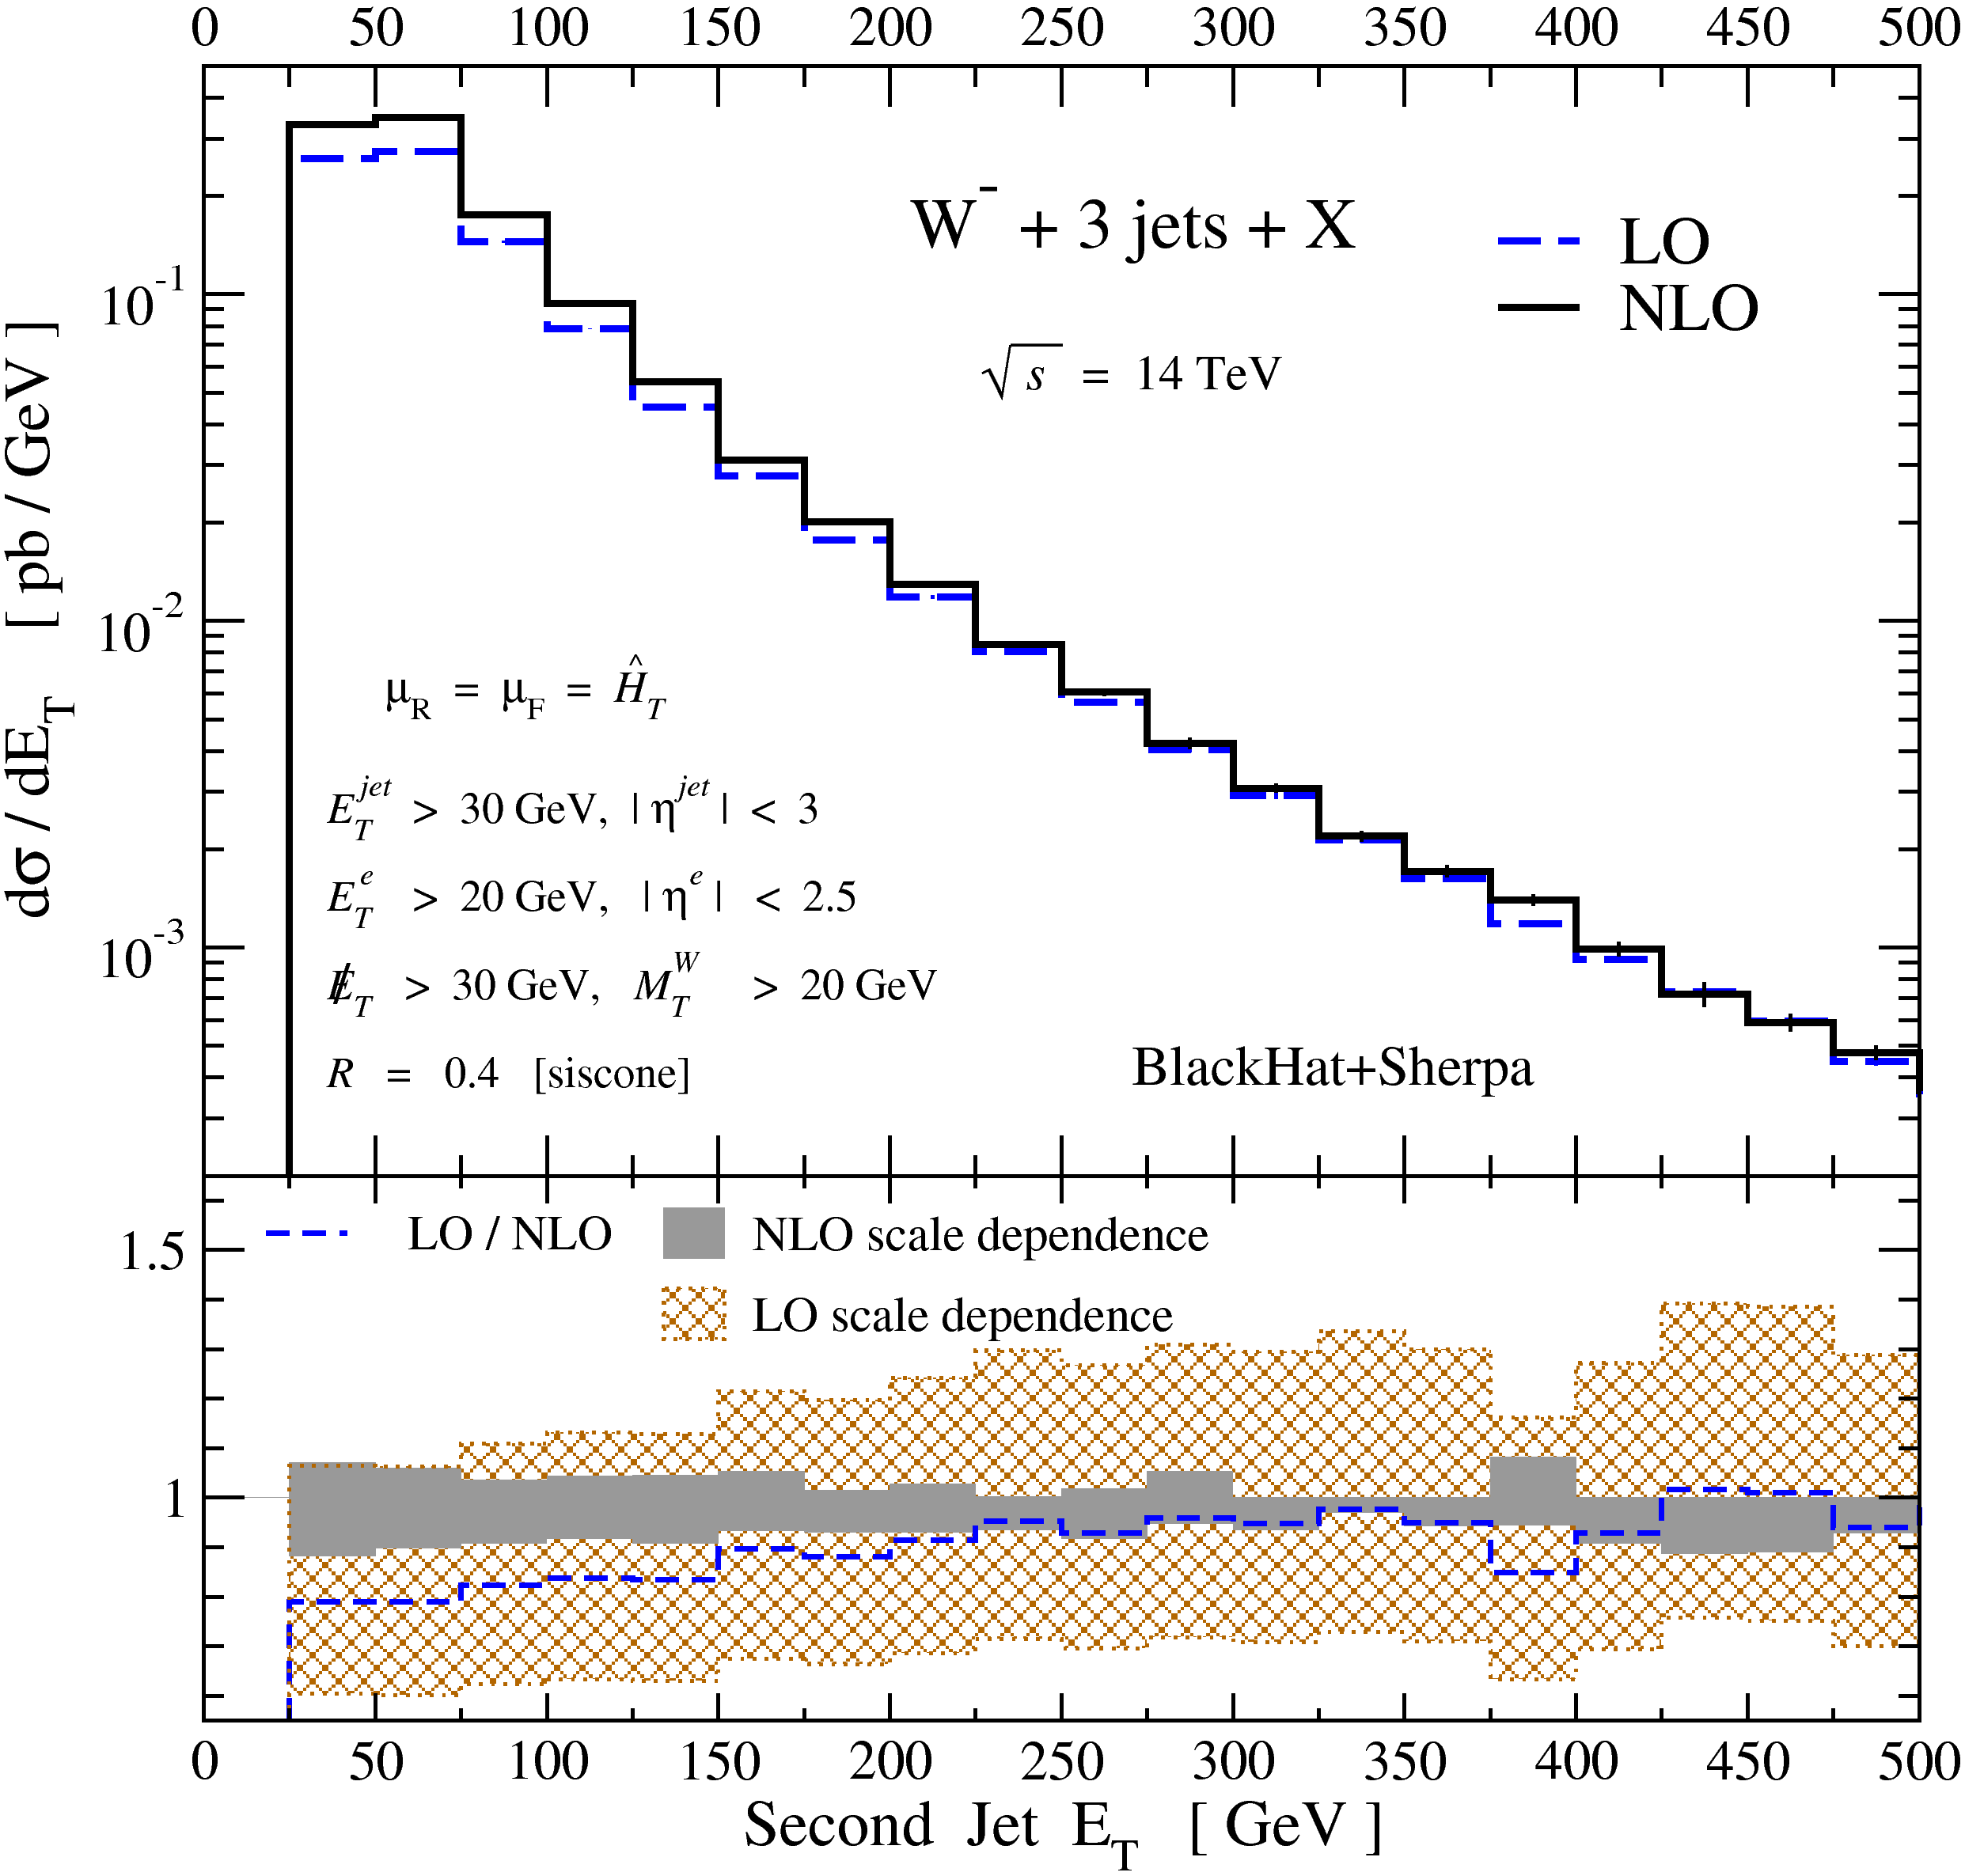 0 50 100 150 200 250 300 350 400 450 500
W⁻ + 3 jets + X
LO
NLO
10⁻¹
√s = 14 TeV
dσ / dE_T [ pb / GeV ]
10⁻²
μ_R = μ_F = Ĥ_T
E_T^jet > 30 GeV, | η^jet | < 3
E_T^e > 20 GeV, | η^e | < 2.5
10⁻³
E̸_T > 30 GeV, M_T^W > 20 GeV
R = 0.4 [siscone]
BlackHat+Sherpa
LO / NLO
NLO scale dependence
LO scale dependence
1.5
1
0 50 100 150 200 250 300 350 400 450 500
Second Jet E_T [ GeV ]